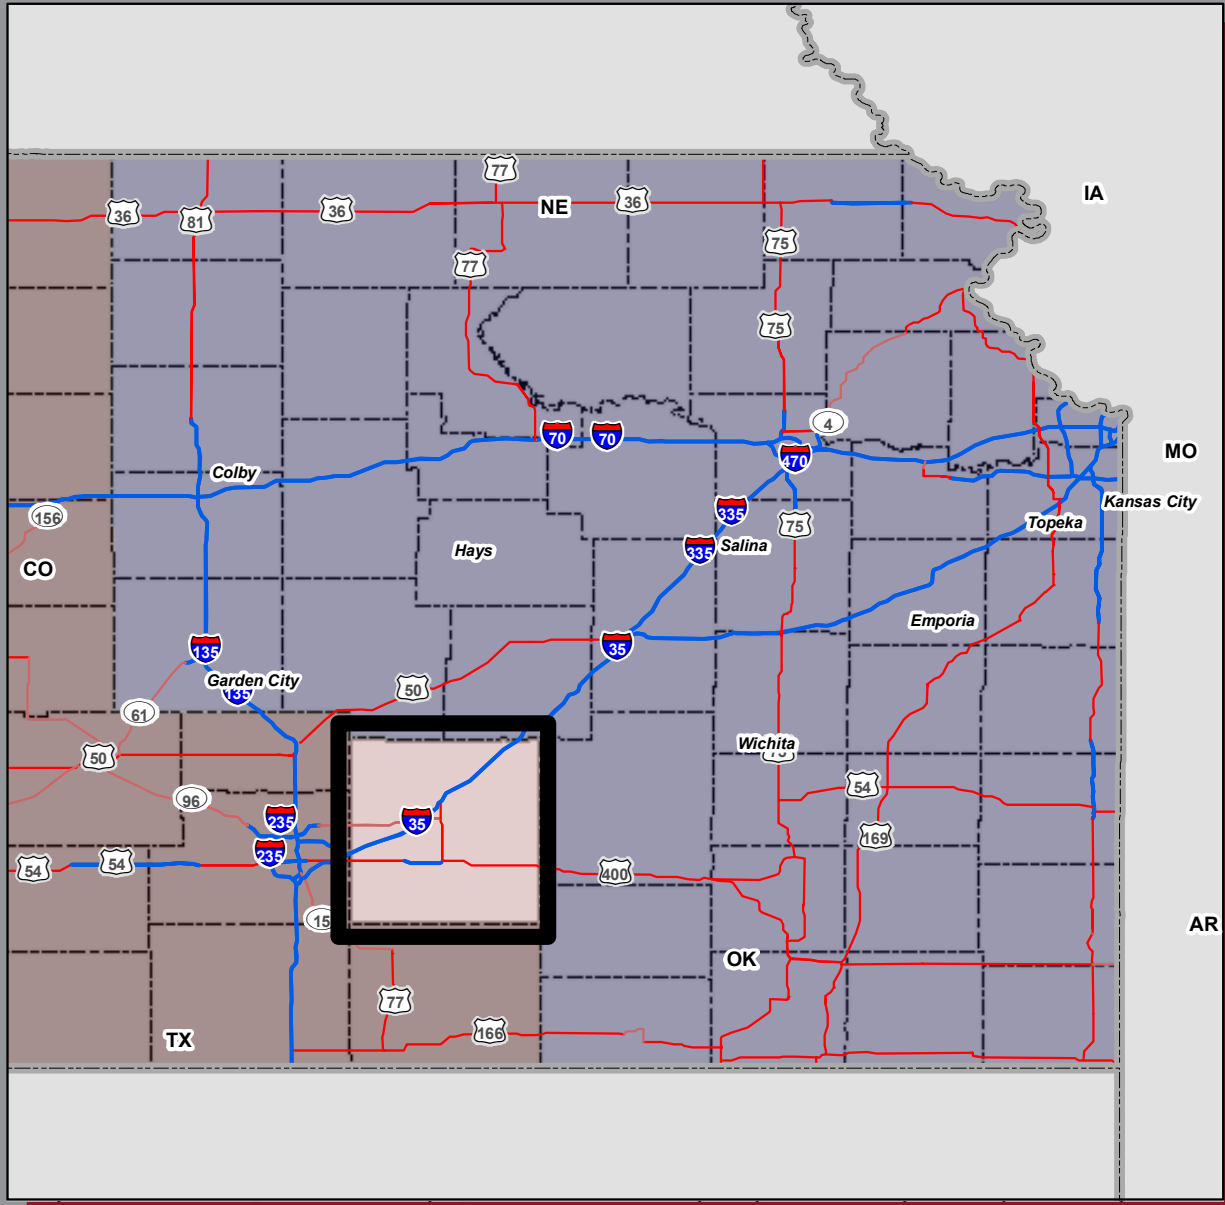 77
IA
NE
36
36
36
81
75
77
75
4
70
70
470
MO
Colby
Kansas City
335
156
Topeka
75
Salina
335
Hays
CO
Emporia
35
135
Garden City
135
50
61
Wichita
75
50
54
96
235
35
169
235
54
54
400
15
AR
OK
77
166
TX